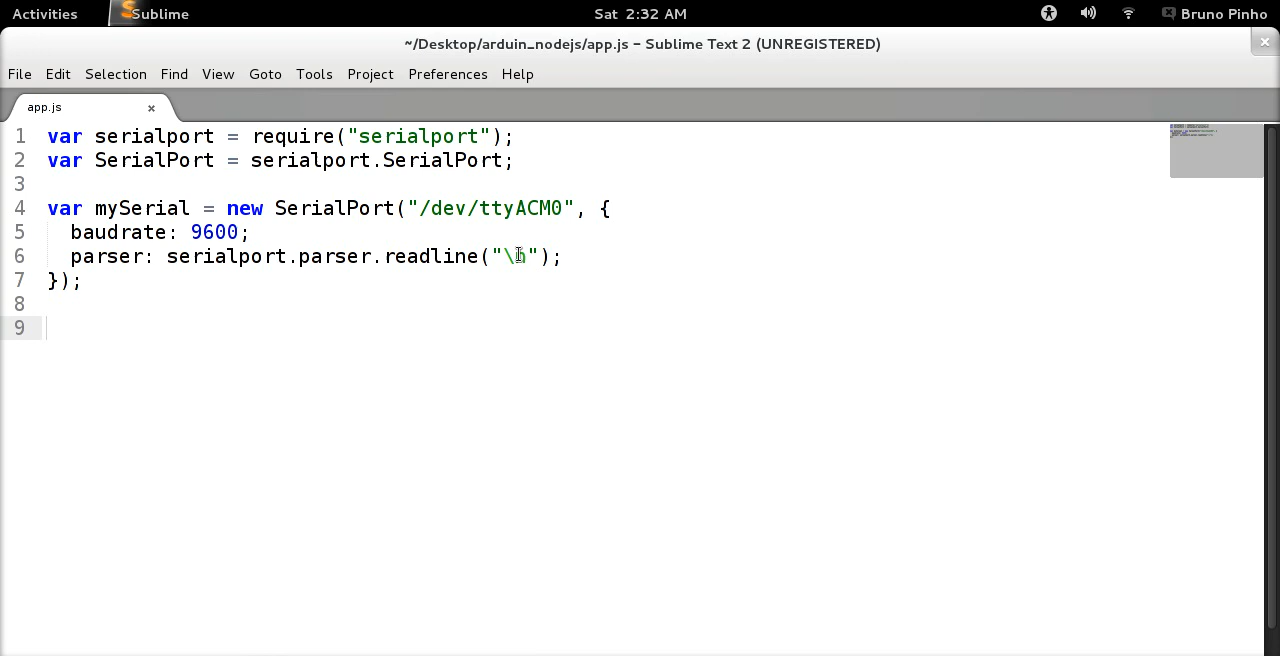 Activities Sublime Sat 2:32 AM Bruno Pinho
~/Desktop/arduin_nodejs/app.js – Sublime Text 2 (UNREGISTERED)
File Edit Selection Find View Goto Tools Project Preferences Help
app.js
1 var serialport = require("serialport");
2 var SerialPort = serialport.SerialPort;
3
4 var mySerial = new SerialPort("/dev/ttyACM0", {
5 baudrate: 9600;
6 parser: serialport.parser.readline("\n");
7 });
8
9